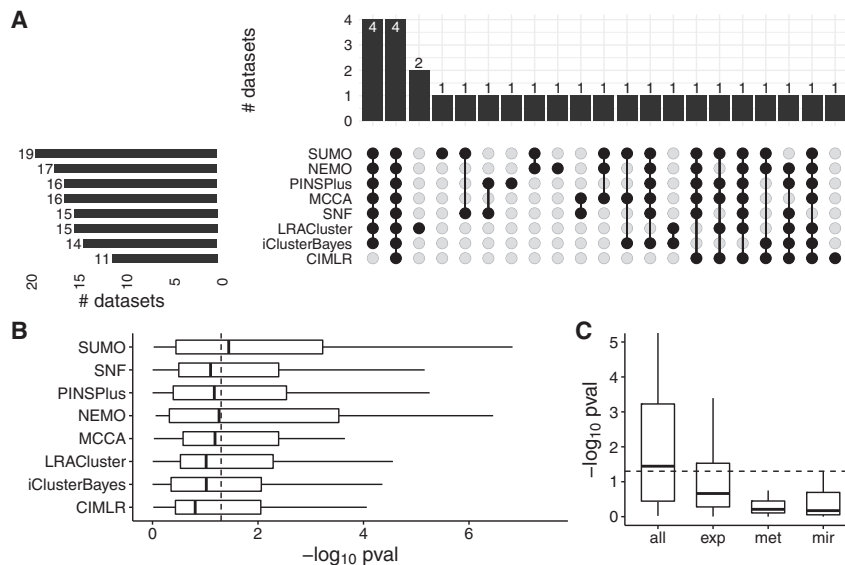 A
# datasets
4
3
2
1
0
4 4 2 1 1 1 1 1 1 1 1 1 1 1 1 1 1 1 1 1 1
19
17
16
16
15
15
14
11
20 15 10 5 0
# datasets
SUMO
NEMO
PINSPlus
MCCA
SNF
LRACluster
iClusterBayes
CIMLR
B
SUMO
SNF
PINSPlus
NEMO
MCCA
LRACluster
iClusterBayes
CIMLR
0 2 4 6
−log10 pval
C
−log10 pval
5
4
3
2
1
0
all exp met mir